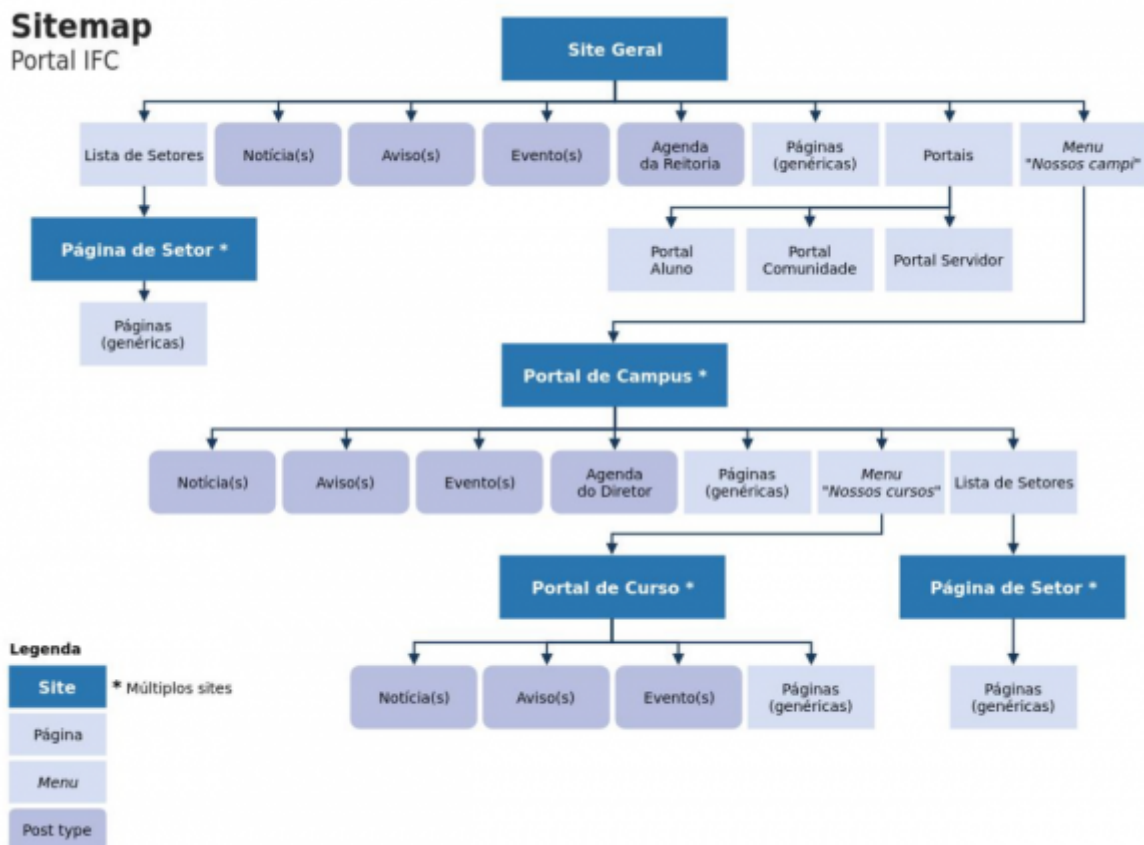 Sitemap
Portal IFC
Site Geral
Lista de Setores
Notícia(s)
Aviso(s)
Evento(s)
Agenda
da Reitoria
Páginas
(genéricas)
Portais
Menu
"Nossos campi"
Página de Setor *
Portal
Aluno
Portal
Comunidade
Portal Servidor
Páginas
(genéricas)
Portal de Campus *
Notícia(s)
Aviso(s)
Evento(s)
Agenda
do Diretor
Páginas
(genéricas)
Menu
"Nossos cursos"
Lista de Setores
Portal de Curso *
Página de Setor *
Notícia(s)
Aviso(s)
Evento(s)
Páginas
(genéricas)
Páginas
(genéricas)
Legenda
Site
* Múltiplos sites
Página
Menu
Post type